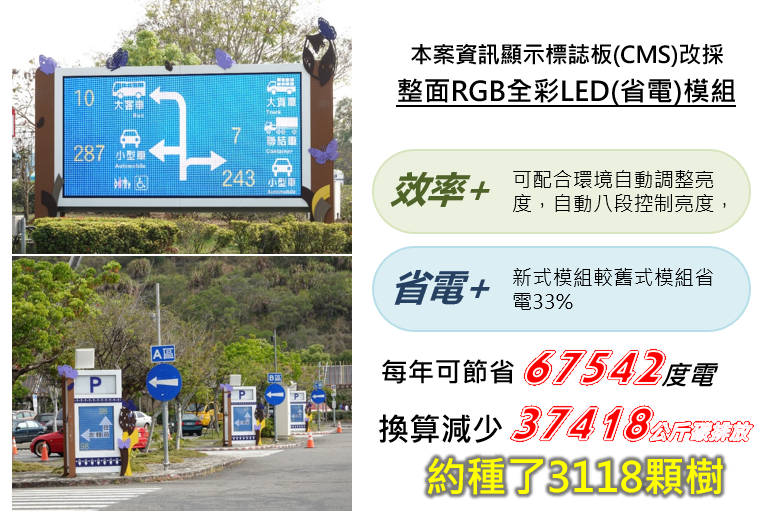 本案資訊顯示標誌板(CMS)改採
整面RGB全彩LED(省電)模組
10
大客車
Bus
大貨車
Truck
7
聯結車
Container
287
小型車
Automobile
243
小型車
Automobile
效率+
可配合環境自動調整亮
度，自動八段控制亮度，
省電+
新式模組較舊式模組省
電33%
A區
B區
P
P
P
每年可節省 67542度電
換算減少 37418公斤碳排放
約種了3118顆樹